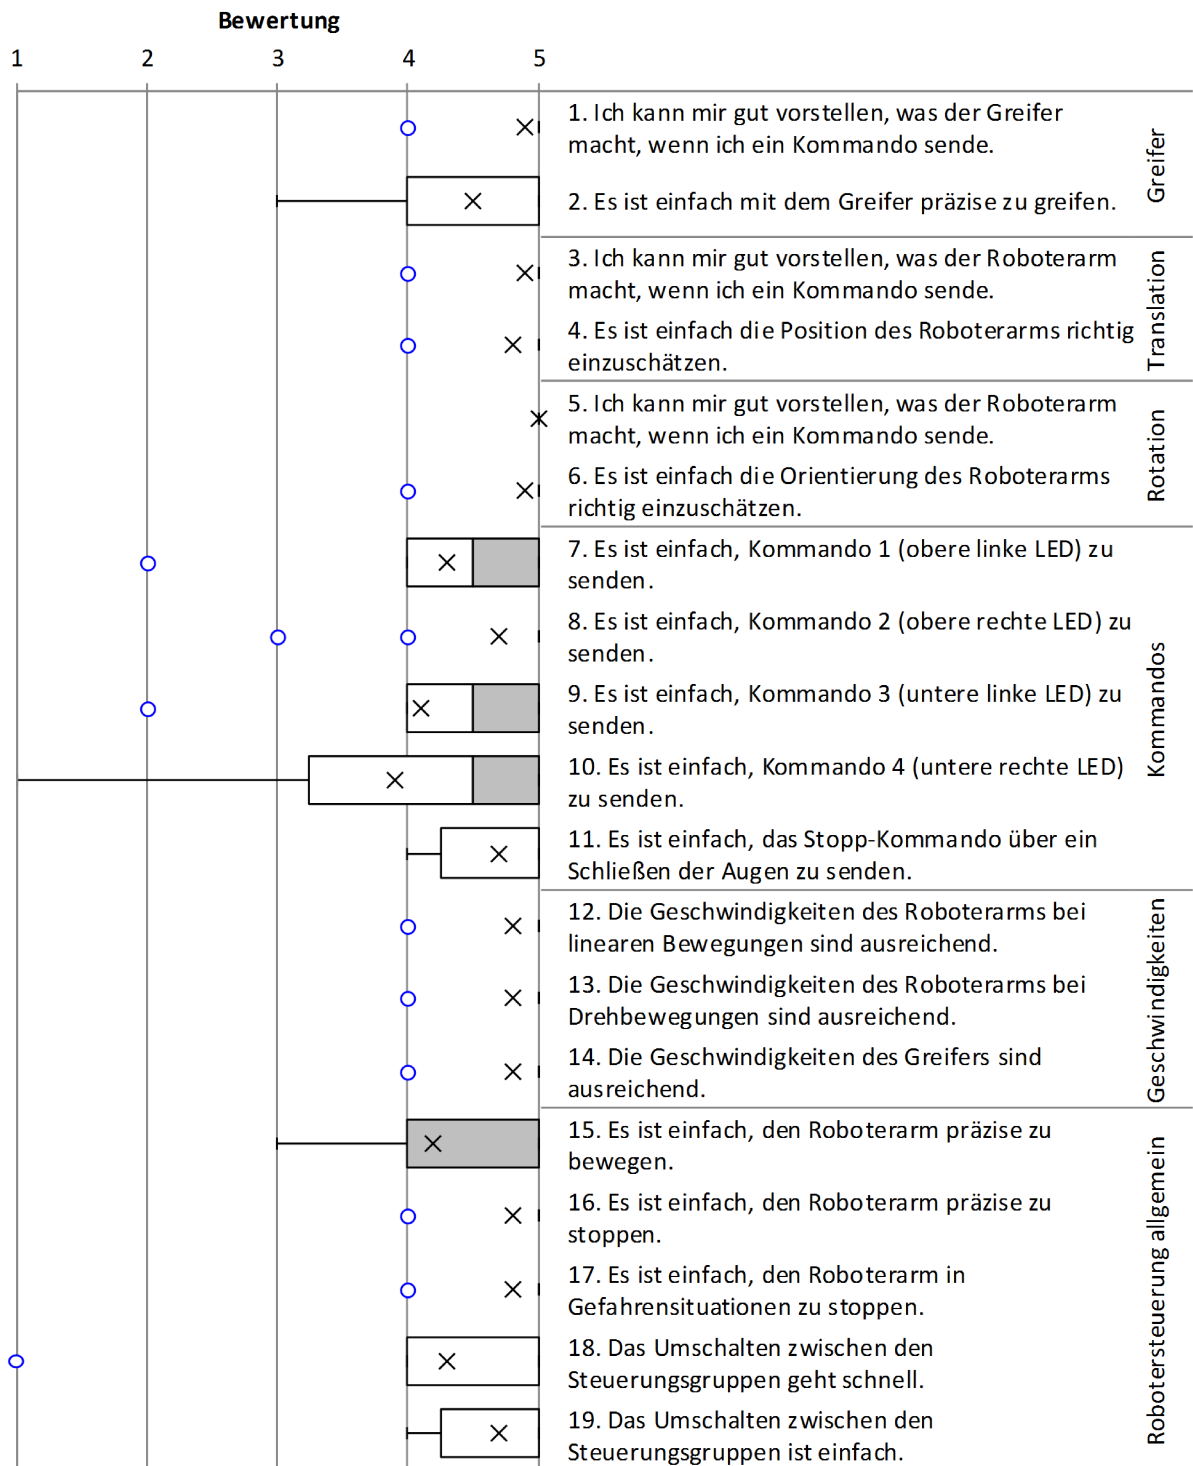 Bewertung
1 2 3 4 5
1. Ich kann mir gut vorstellen, was der Greifer
macht, wenn ich ein Kommando sende.
2. Es ist einfach mit dem Greifer präzise zu greifen.
Greifer
3. Ich kann mir gut vorstellen, was der Roboterarm
macht, wenn ich ein Kommando sende.
4. Es ist einfach die Position des Roboterarms richtig
einzuschätzen.
Translation
5. Ich kann mir gut vorstellen, was der Roboterarm
macht, wenn ich ein Kommando sende.
6. Es ist einfach die Orientierung des Roboterarms
richtig einzuschätzen.
Rotation
7. Es ist einfach, Kommando 1 (obere linke LED) zu
senden.
8. Es ist einfach, Kommando 2 (obere rechte LED) zu
senden.
9. Es ist einfach, Kommando 3 (untere linke LED) zu
senden.
10. Es ist einfach, Kommando 4 (untere rechte LED)
zu senden.
11. Es ist einfach, das Stopp-Kommando über ein
Schließen der Augen zu senden.
Kommandos
12. Die Geschwindigkeiten des Roboterarms bei
linearen Bewegungen sind ausreichend.
13. Die Geschwindigkeiten des Roboterarms bei
Drehbewegungen sind ausreichend.
14. Die Geschwindigkeiten des Greifers sind
ausreichend.
Geschwindigkeiten
15. Es ist einfach, den Roboterarm präzise zu
bewegen.
16. Es ist einfach, den Roboterarm präzise zu
stoppen.
17. Es ist einfach, den Roboterarm in
Gefahrensituationen zu stoppen.
18. Das Umschalten zwischen den
Steuerungsgruppen geht schnell.
19. Das Umschalten zwischen den
Steuerungsgruppen ist einfach.
Robotersteuerung allgemein